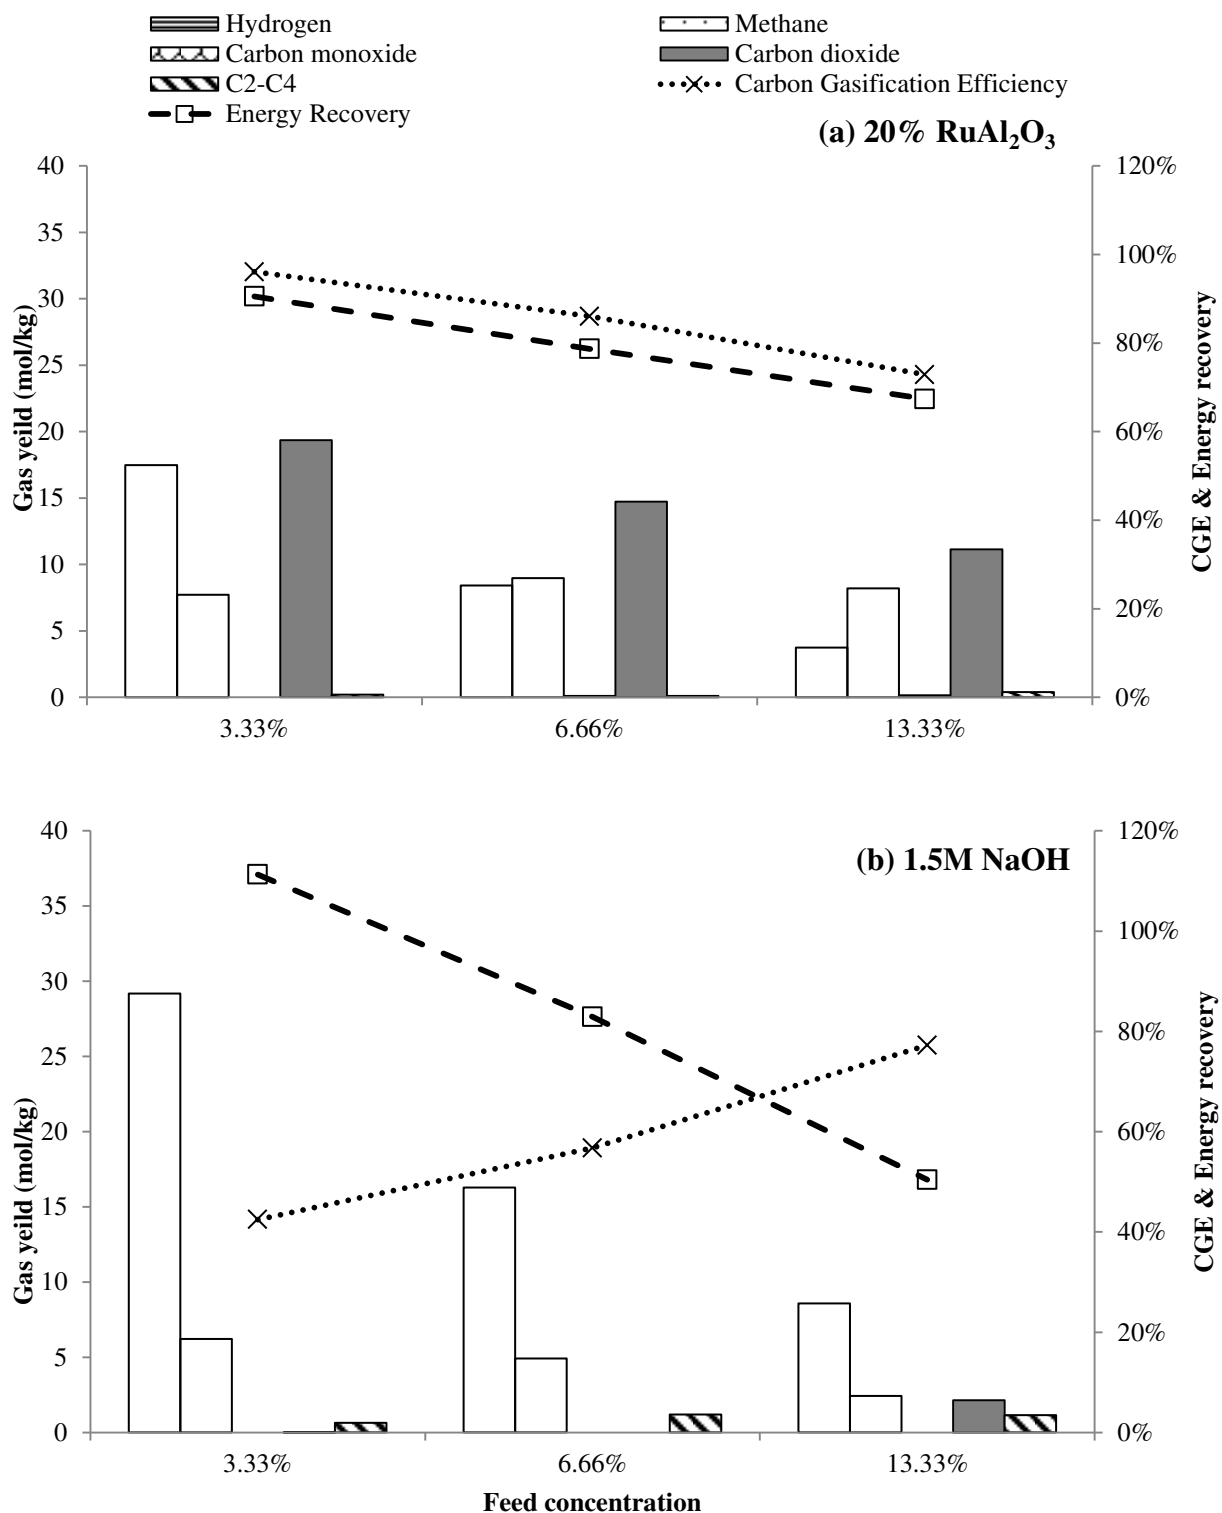 Hydrogen Methane
Carbon monoxide Carbon dioxide
C2-C4 Carbon Gasification Efficiency
Energy Recovery
(a) 20% RuAl₂O₃
40 120%
35
100%
30
80%
25
20 60%
15
40%
10
20%
5
0 0%
Gas yeild (mol/kg)
CGE & Energy recovery
3.33% 6.66% 13.33%
40 120%
(b) 1.5M NaOH
35
100%
30
80%
25
20 60%
15
40%
10
20%
5
0 0%
Gas yeild (mol/kg)
CGE & Energy recovery
3.33% 6.66% 13.33%
Feed concentration